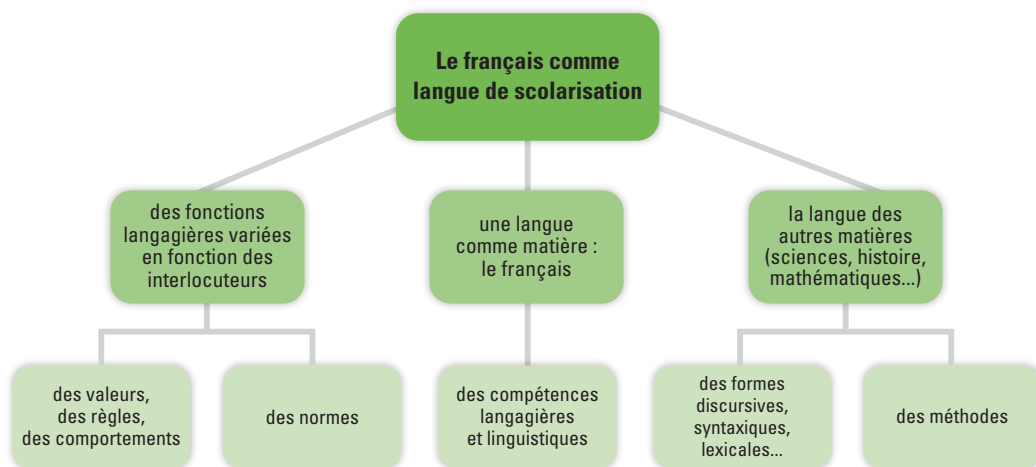 Le français comme
langue de scolarisation
des fonctions
langagières variées
en fonction des
interlocuteurs
une langue
comme matière :
le français
la langue des
autres matières
(sciences, histoire,
mathématiques...)
des valeurs,
des règles,
des comportements
des normes
des compétences
langagières
et linguistiques
des formes
discursives,
syntaxiques,
lexicales...
des méthodes